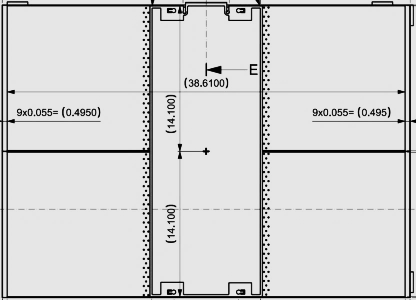 E
(38.6100)
(14.100)
9x0.055= (0.4950)
9x0.055= (0.495)
(14.100)